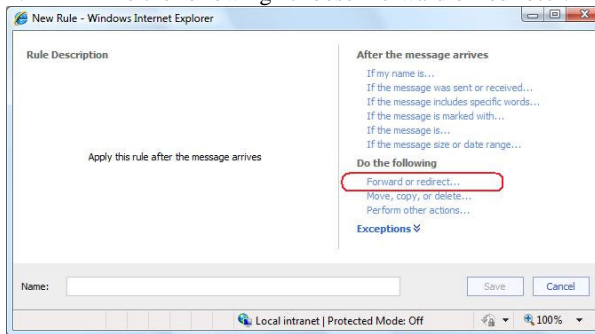 New Rule - Windows Internet Explorer
Rule Description
Apply this rule after the message arrives
After the message arrives
If my name is...
If the message was sent or received...
If the message includes specific words...
If the message is marked with...
If the message is...
If the message size or date range...
Do the following
Forward or redirect...
Move, copy, or delete...
Perform other actions...
Exceptions
Name:
Save
Cancel
Local intranet | Protected Mode: Off
100%